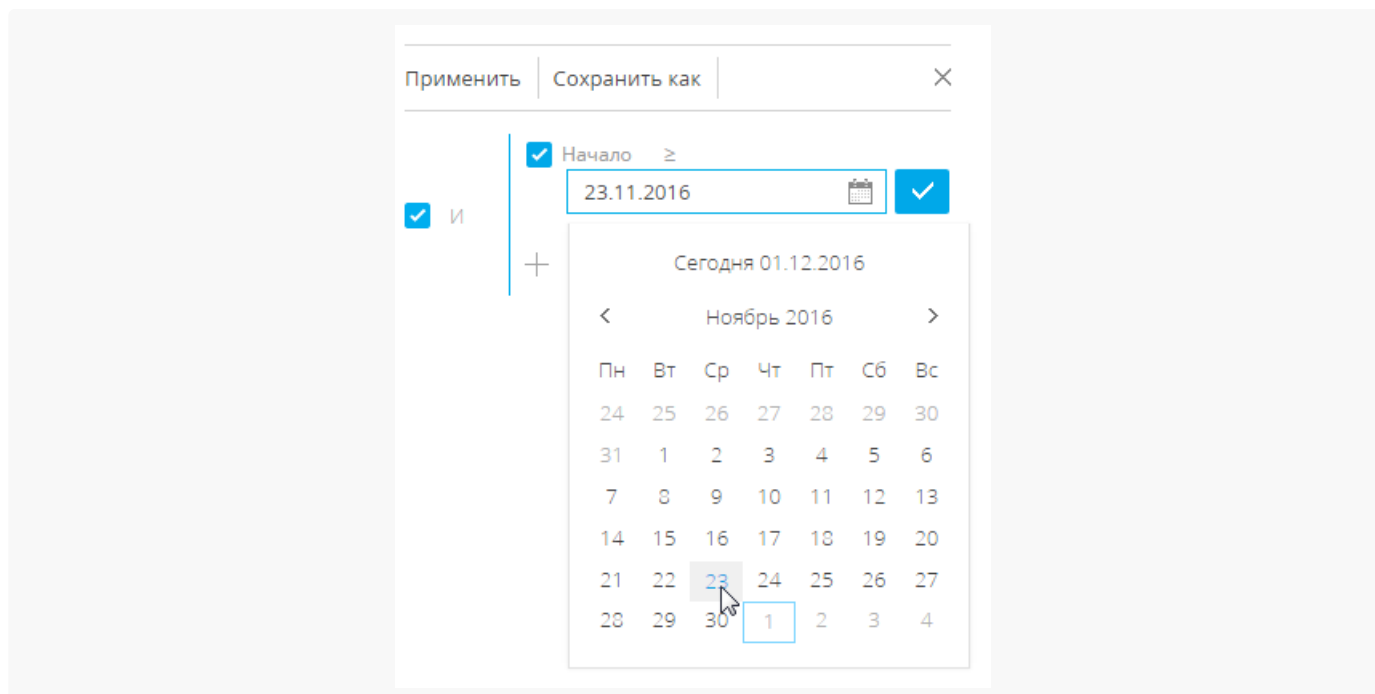 Применить Сохранить как
Начало ≥
23.11.2016
И
Сегодня 01.12.2016
Ноябрь 2016
Пн Вт Ср Чт Пт Сб Вс
24 25 26 27 28 29 30
31 1 2 3 4 5 6
7 8 9 10 11 12 13
14 15 16 17 18 19 20
21 22 23 24 25 26 27
28 29 30 1 2 3 4